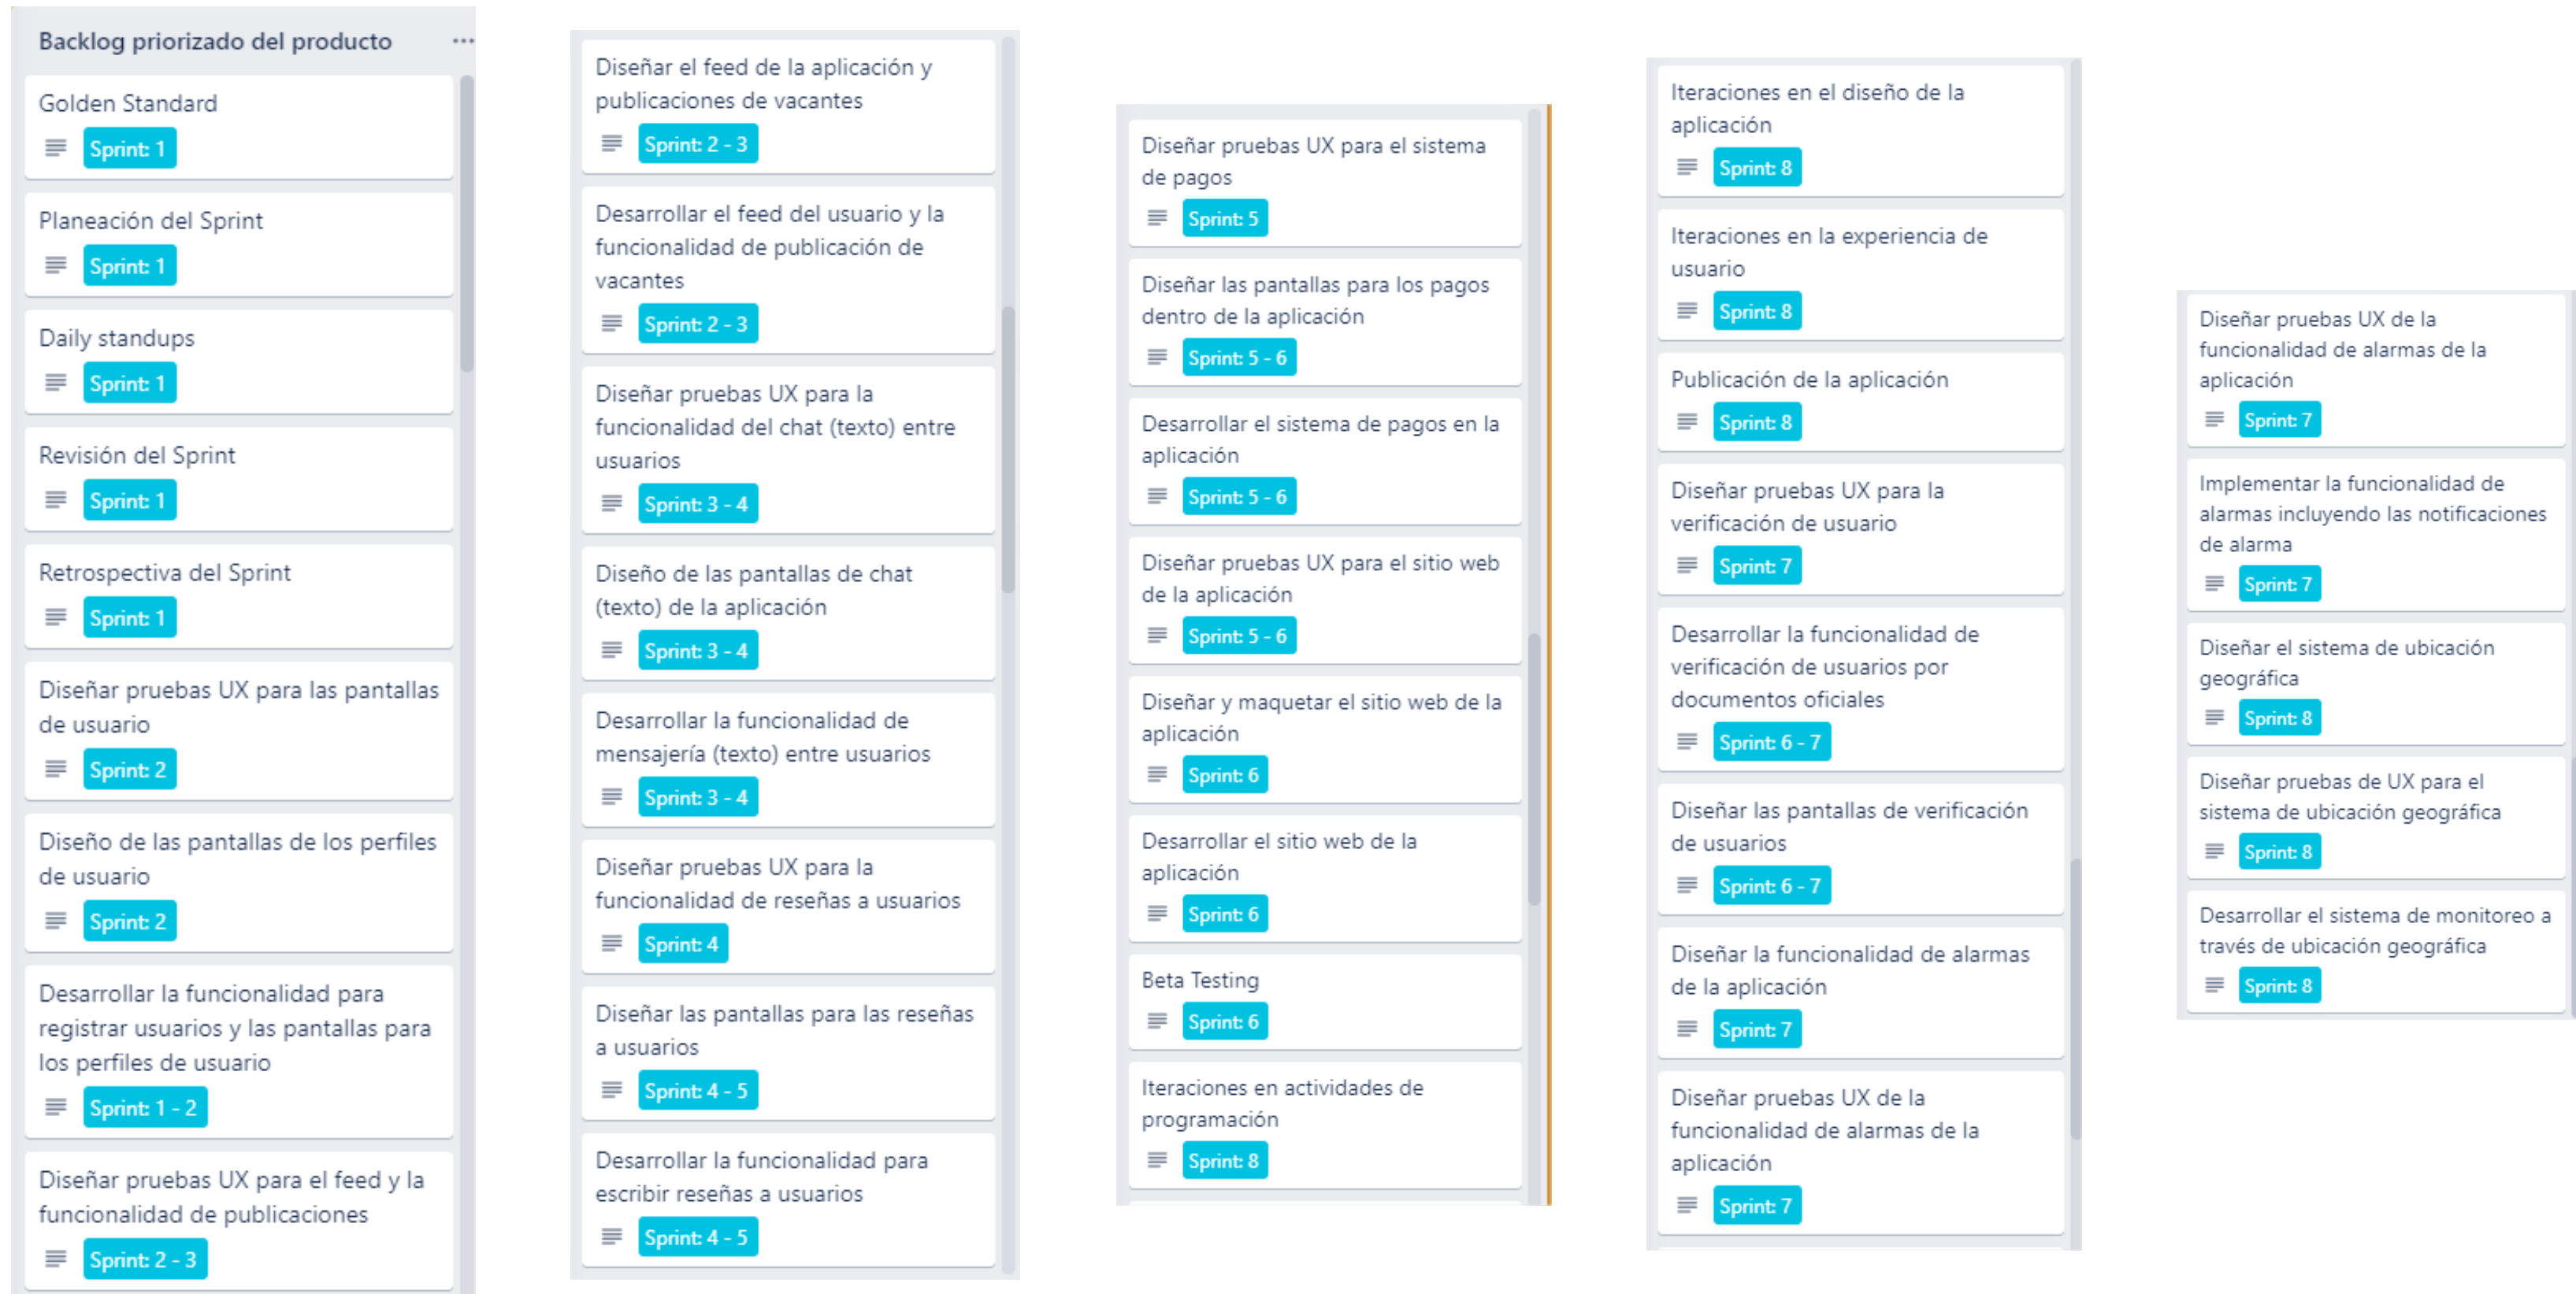 Backlog priorizado del producto ...
Golden Standard
Sprint: 1
Planeación del Sprint
Sprint: 1
Daily standups
Sprint: 1
Revisión del Sprint
Sprint: 1
Retrospectiva del Sprint
Sprint: 1
Diseñar pruebas UX para las pantallas
de usuario
Sprint: 2
Diseño de las pantallas de los perfiles
de usuario
Sprint: 2
Desarrollar la funcionalidad para
registrar usuarios y las pantallas para
los perfiles de usuario
Sprint: 1 - 2
Diseñar pruebas UX para el feed y la
funcionalidad de publicaciones
Sprint: 2 - 3
Diseñar el feed de la aplicación y
publicaciones de vacantes
Sprint: 2 - 3
Desarrollar el feed del usuario y la
funcionalidad de publicación de
vacantes
Sprint: 2 - 3
Diseñar pruebas UX para la
funcionalidad del chat (texto) entre
usuarios
Sprint: 3 - 4
Diseño de las pantallas de chat
(texto) de la aplicación
Sprint: 3 - 4
Desarrollar la funcionalidad de
mensajería (texto) entre usuarios
Sprint: 3 - 4
Diseñar pruebas UX para la
funcionalidad de reseñas a usuarios
Sprint: 4
Diseñar las pantallas para las reseñas
a usuarios
Sprint: 4 - 5
Desarrollar la funcionalidad para
escribir reseñas a usuarios
Sprint: 4 - 5
Diseñar pruebas UX para el sistema
de pagos
Sprint: 5
Diseñar las pantallas para los pagos
dentro de la aplicación
Sprint: 5 - 6
Desarrollar el sistema de pagos en la
aplicación
Sprint: 5 - 6
Diseñar pruebas UX para el sitio web
de la aplicación
Sprint: 5 - 6
Diseñar y maquetar el sitio web de la
aplicación
Sprint: 6
Desarrollar el sitio web de la
aplicación
Sprint: 6
Beta Testing
Sprint: 6
Iteraciones en actividades de
programación
Sprint: 8
Iteraciones en el diseño de la
aplicación
Sprint: 8
Iteraciones en la experiencia de
usuario
Sprint: 8
Publicación de la aplicación
Sprint: 8
Diseñar pruebas UX para la
verificación de usuario
Sprint: 7
Desarrollar la funcionalidad de
verificación de usuarios por
documentos oficiales
Sprint: 6 - 7
Diseñar las pantallas de verificación
de usuarios
Sprint: 6 - 7
Diseñar la funcionalidad de alarmas
de la aplicación
Sprint: 7
Diseñar pruebas UX de la
funcionalidad de alarmas de la
aplicación
Sprint: 7
Diseñar pruebas UX de la
funcionalidad de alarmas de la
aplicación
Sprint: 7
Implementar la funcionalidad de
alarmas incluyendo las notificaciones
de alarma
Sprint: 7
Diseñar el sistema de ubicación
geográfica
Sprint: 8
Diseñar pruebas de UX para el
sistema de ubicación geográfica
Sprint: 8
Desarrollar el sistema de monitoreo a
través de ubicación geográfica
Sprint: 8